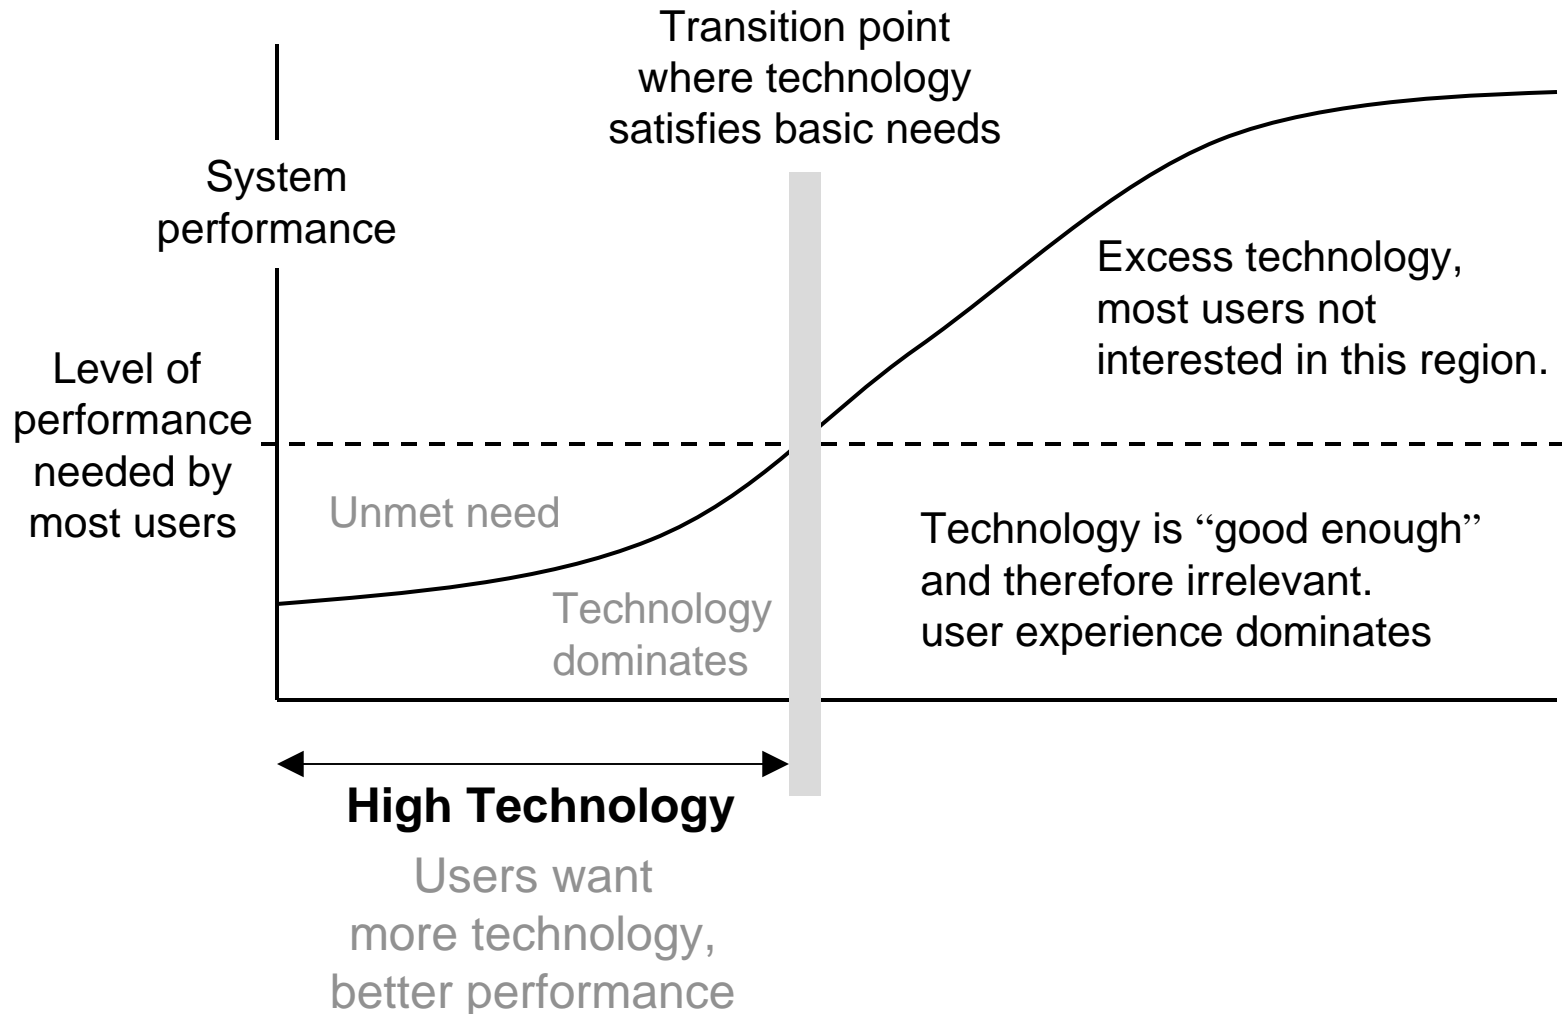 Transition point
where technology
satisfies basic needs
System
performance
Excess technology,
most users not
interested in this region.
Level of
performance
needed by
most users
Unmet need
Technology is “good enough”
and therefore irrelevant.
user experience dominates
Technology
dominates
High Technology
Users want
more technology,
better performance